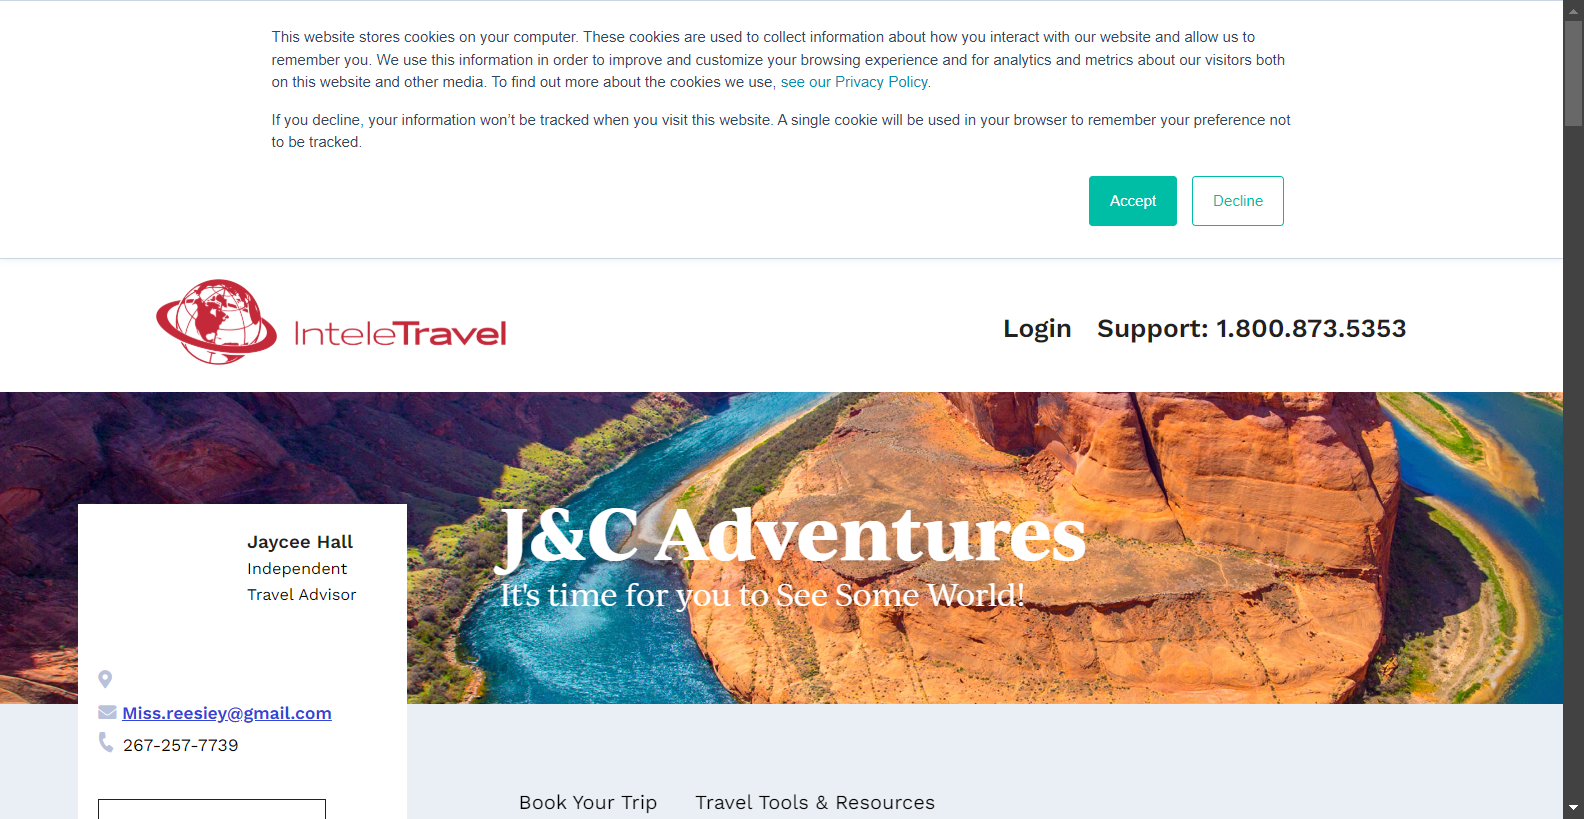 This website stores cookies on your computer. These cookies are used to collect information about how you interact with our website and allow us to
remember you. We use this information in order to improve and customize your browsing experience and for analytics and metrics about our visitors both
on this website and other media. To find out more about the cookies we use, see our Privacy Policy.
If you decline, your information won’t be tracked when you visit this website. A single cookie will be used in your browser to remember your preference not
to be tracked.
Accept
Decline
InteleTravel
Login
Support: 1.800.873.5353
J&C Adventures
It's time for you to See Some World!
Jaycee Hall
Independent
Travel Advisor
Miss.reesiey@gmail.com
267-257-7739
Book Your Trip
Travel Tools & Resources